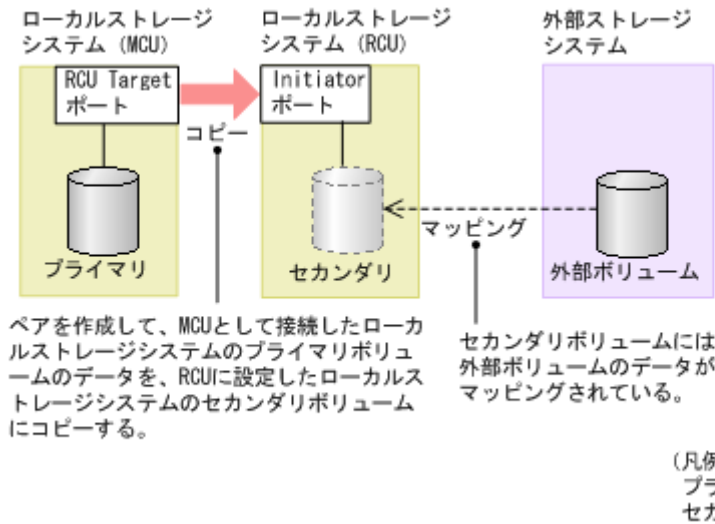 ローカルストレージ
システム (MCU)
ローカルストレージ
システム (RCU)
外部ストレージ
システム
RCU Target
ポート
Initiator
ポート
コピー
マッピング
プライマリ
セカンダリ
外部ボリューム
ペアを作成して、MCUとして接続したローカ
ルストレージシステムのプライマリボリュ
ームのデータを、RCUに設定したローカルス
トレージシステムのセカンダリボリューム
にコピーする。
セカンダリボリュームには
外部ボリュームのデータが
マッピングされている。
(凡例
プラ
セカ